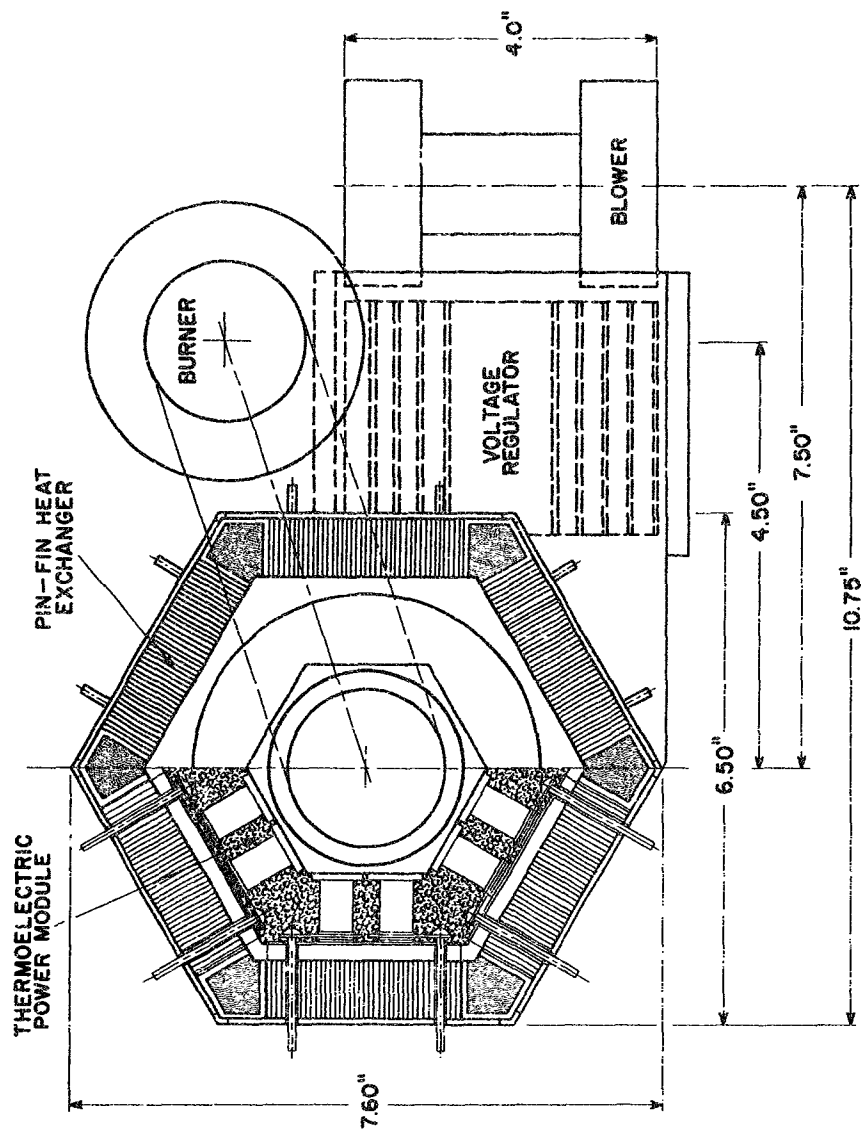 THERMOELECTRIC
POWER MODULE
PIN-FIN HEAT
EXCHANGER
BURNER
VOLTAGE
REGULATOR
BLOWER
4.0"
7.60"
6.50"
4.50"
7.50"
10.75"